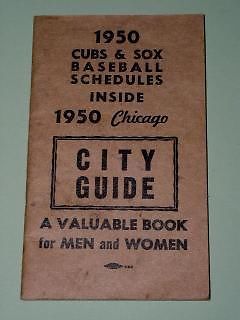 1950
CUBS & SOX
BASEBALL
SCHEDULES
INSIDE
1950 Chicago
CITY
GUIDE
A VALUABLE BOOK
for MEN and WOMEN